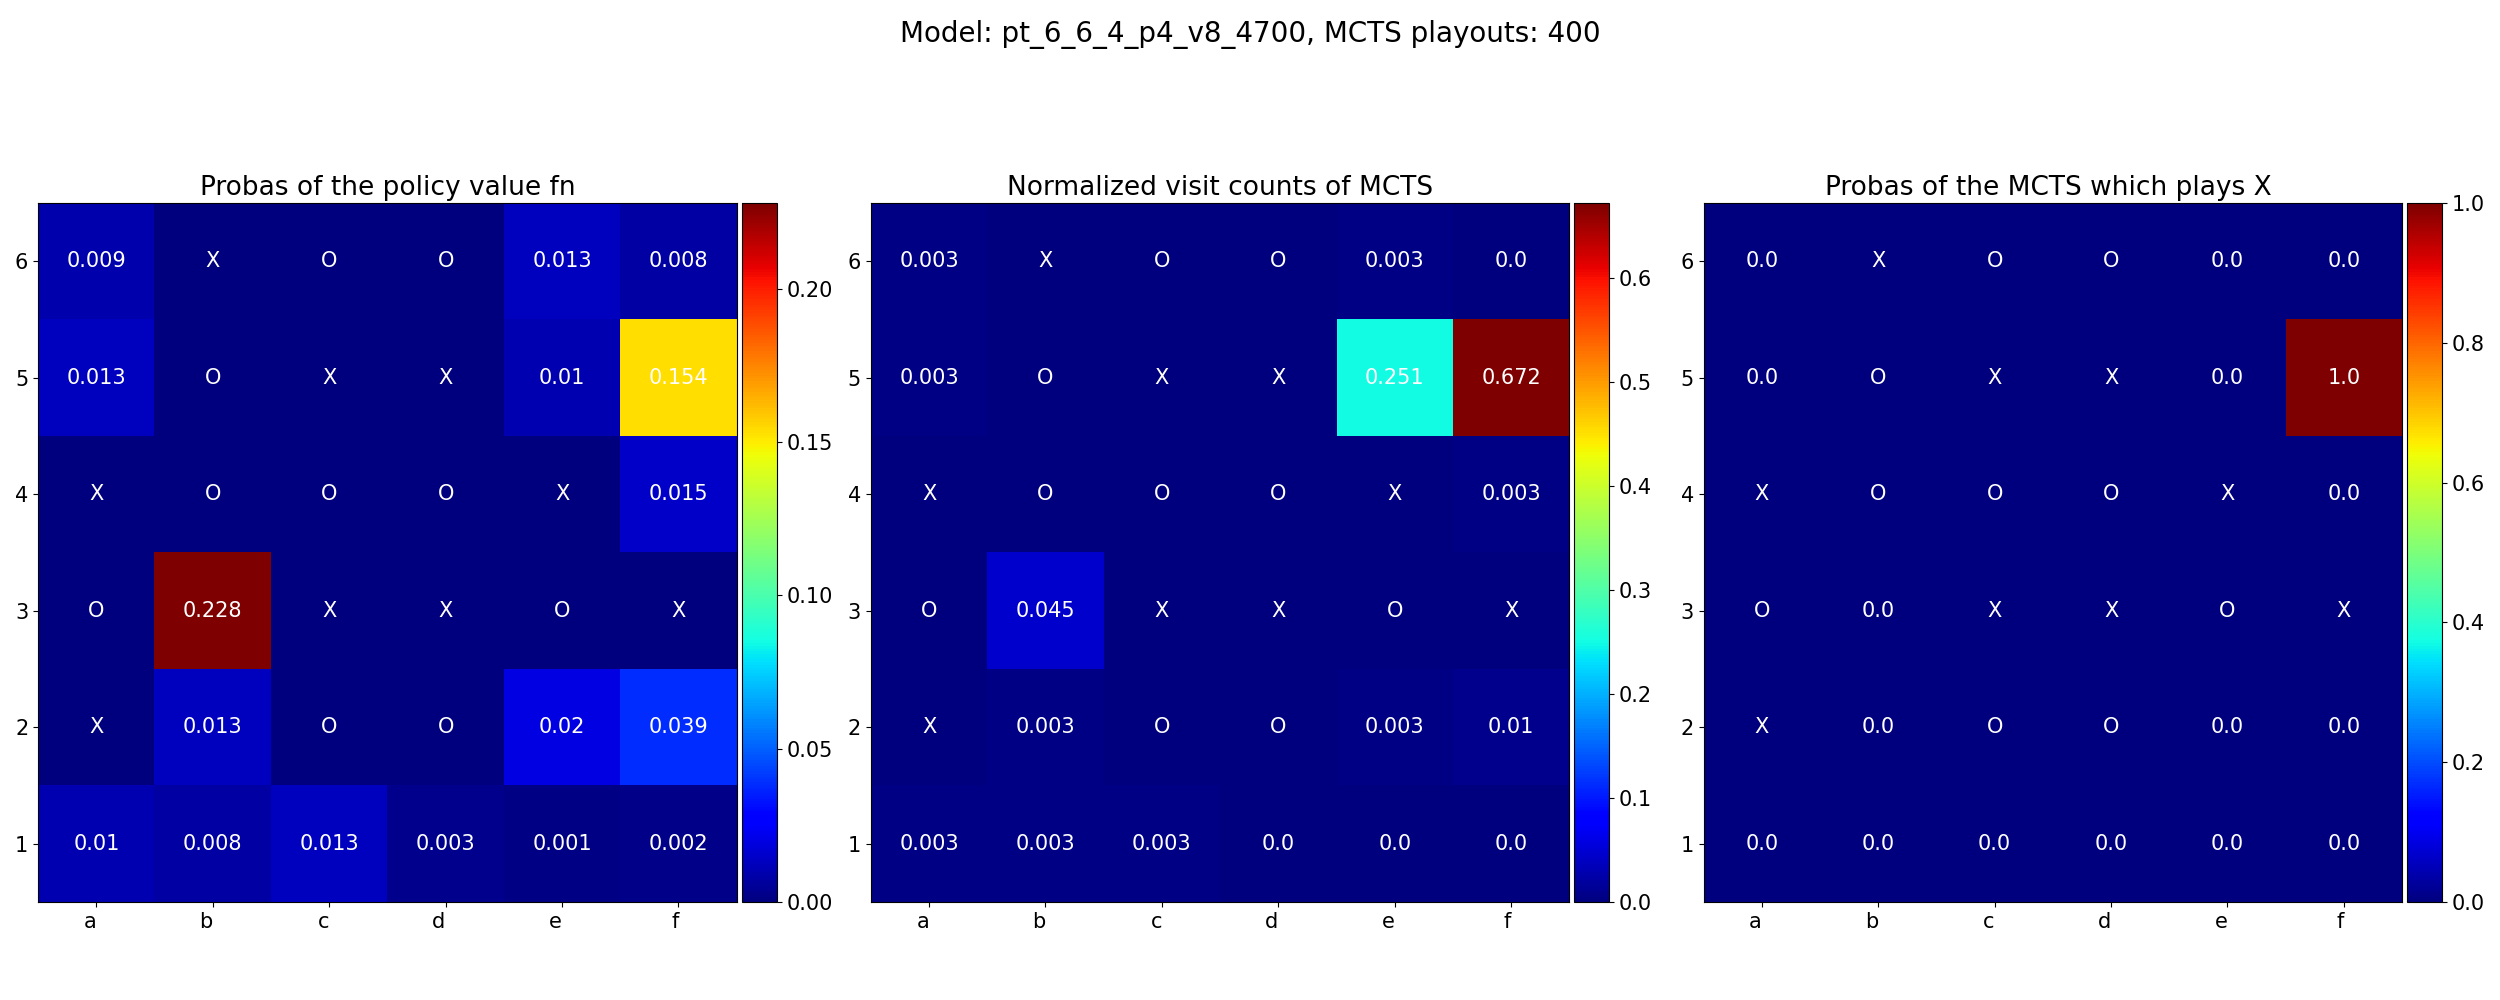 Model: pt_6_6_4_p4_v8_4700, MCTS playouts: 400
Probas of the policy value fn
6 0.009 X O O 0.013 0.008
5 0.013 O X X 0.01 0.154
4 X O O O X 0.015
3 O 0.228 X X O X
2 X 0.013 O O 0.02 0.039
1 0.01 0.008 0.013 0.003 0.001 0.002
a b c d e f
0.20
0.15
0.10
0.05
0.00
Normalized visit counts of MCTS
6 0.003 X O O 0.003 0.0
5 0.003 O X X 0.251 0.672
4 X O O O X 0.003
3 O 0.045 X X O X
2 X 0.003 O O 0.003 0.01
1 0.003 0.003 0.003 0.0 0.0 0.0
a b c d e f
0.6
0.5
0.4
0.3
0.2
0.1
0.0
Probas of the MCTS which plays X
6 0.0 X O O 0.0 0.0
5 0.0 O X X 0.0 1.0
4 X O O O X 0.0
3 O 0.0 X X O X
2 X 0.0 O O 0.0 0.0
1 0.0 0.0 0.0 0.0 0.0 0.0
a b c d e f
1.0
0.8
0.6
0.4
0.2
0.0